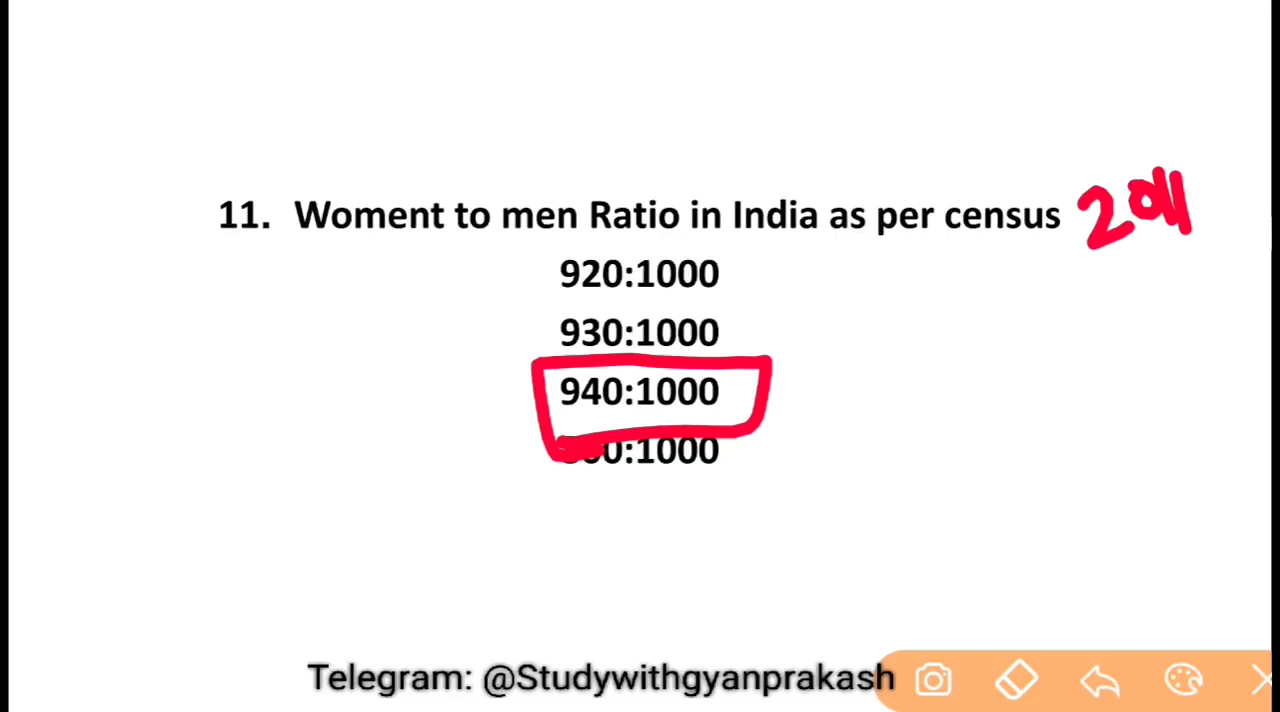 11. Woment to men Ratio in India as per census 2011
920:1000
930:1000
940:1000
:1000
Telegram: @Studywithgyanprakash